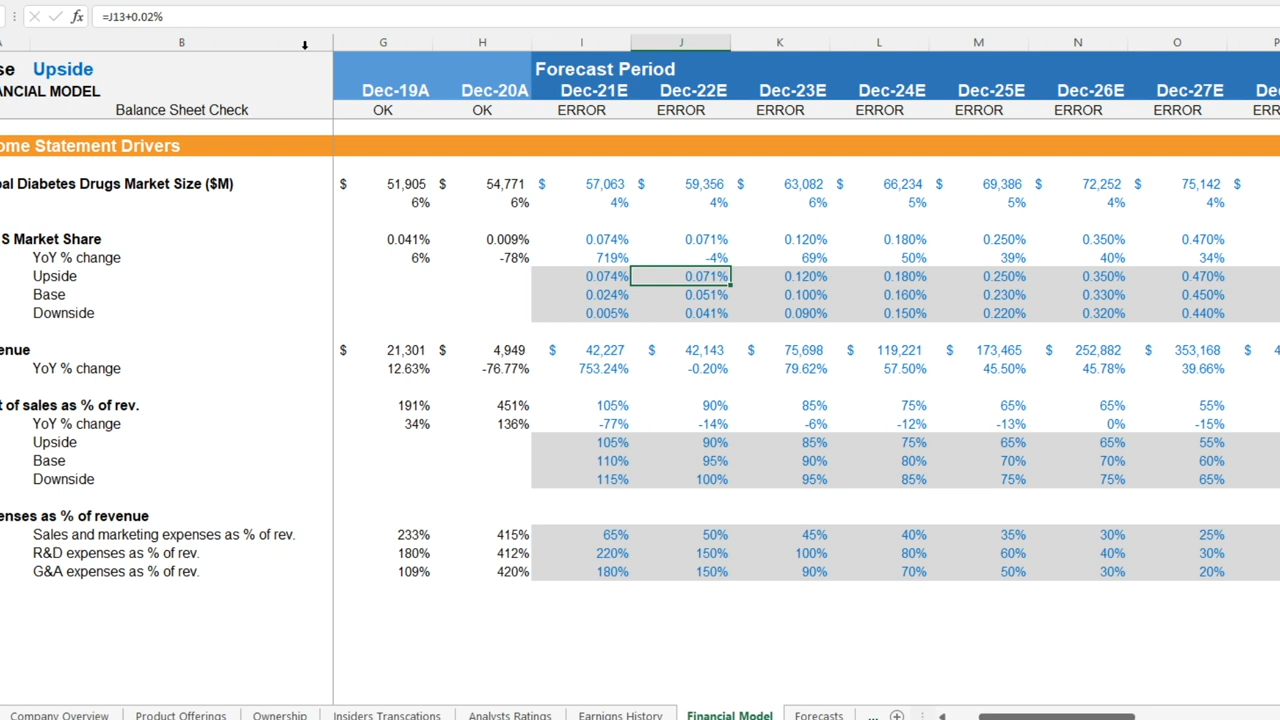 fx =J13+0.02%
B G H I J K L M N O
se Upside Forecast Period
ANCIAL MODEL Dec-19A Dec-20A Dec-21E Dec-22E Dec-23E Dec-24E Dec-25E Dec-26E Dec-27E De
Balance Sheet Check OK OK ERROR ERROR ERROR ERROR ERROR ERROR ERROR ERR
ome Statement Drivers
bal Diabetes Drugs Market Size ($M) $ 51,905 $ 54,771 $ 57,063 $ 59,356 $ 63,082 $ 66,234 $ 69,386 $ 72,252 $ 75,142 $
6% 6% 4% 4% 6% 5% 5% 4% 4%
S Market Share 0.041% 0.009% 0.074% 0.071% 0.120% 0.180% 0.250% 0.350% 0.470%
YoY % change 6% -78% 719% -4% 69% 50% 39% 40% 34%
Upside 0.074% 0.071% 0.120% 0.180% 0.250% 0.350% 0.470%
Base 0.024% 0.051% 0.100% 0.160% 0.230% 0.330% 0.450%
Downside 0.005% 0.041% 0.090% 0.150% 0.220% 0.320% 0.440%
enue $ 21,301 $ 4,949 $ 42,227 $ 42,143 $ 75,698 $ 119,221 $ 173,465 $ 252,882 $ 353,168 $ 4
YoY % change 12.63% -76.77% 753.24% -0.20% 79.62% 57.50% 45.50% 45.78% 39.66%
t of sales as % of rev. 191% 451% 105% 90% 85% 75% 65% 65% 55%
YoY % change 34% 136% -77% -14% -6% -12% -13% 0% -15%
Upside 105% 90% 85% 75% 65% 65% 55%
Base 110% 95% 90% 80% 70% 70% 60%
Downside 115% 100% 95% 85% 75% 75% 65%
enses as % of revenue
Sales and marketing expenses as % of rev. 233% 415% 65% 50% 45% 40% 35% 30% 25%
R&D expenses as % of rev. 180% 412% 220% 150% 100% 80% 60% 40% 30%
G&A expenses as % of rev. 109% 420% 180% 150% 90% 70% 50% 30% 20%
Company Overview Product Offerings Ownership Insiders Transcations Analysts Ratings Earnigns History Financial Model Forecasts ...